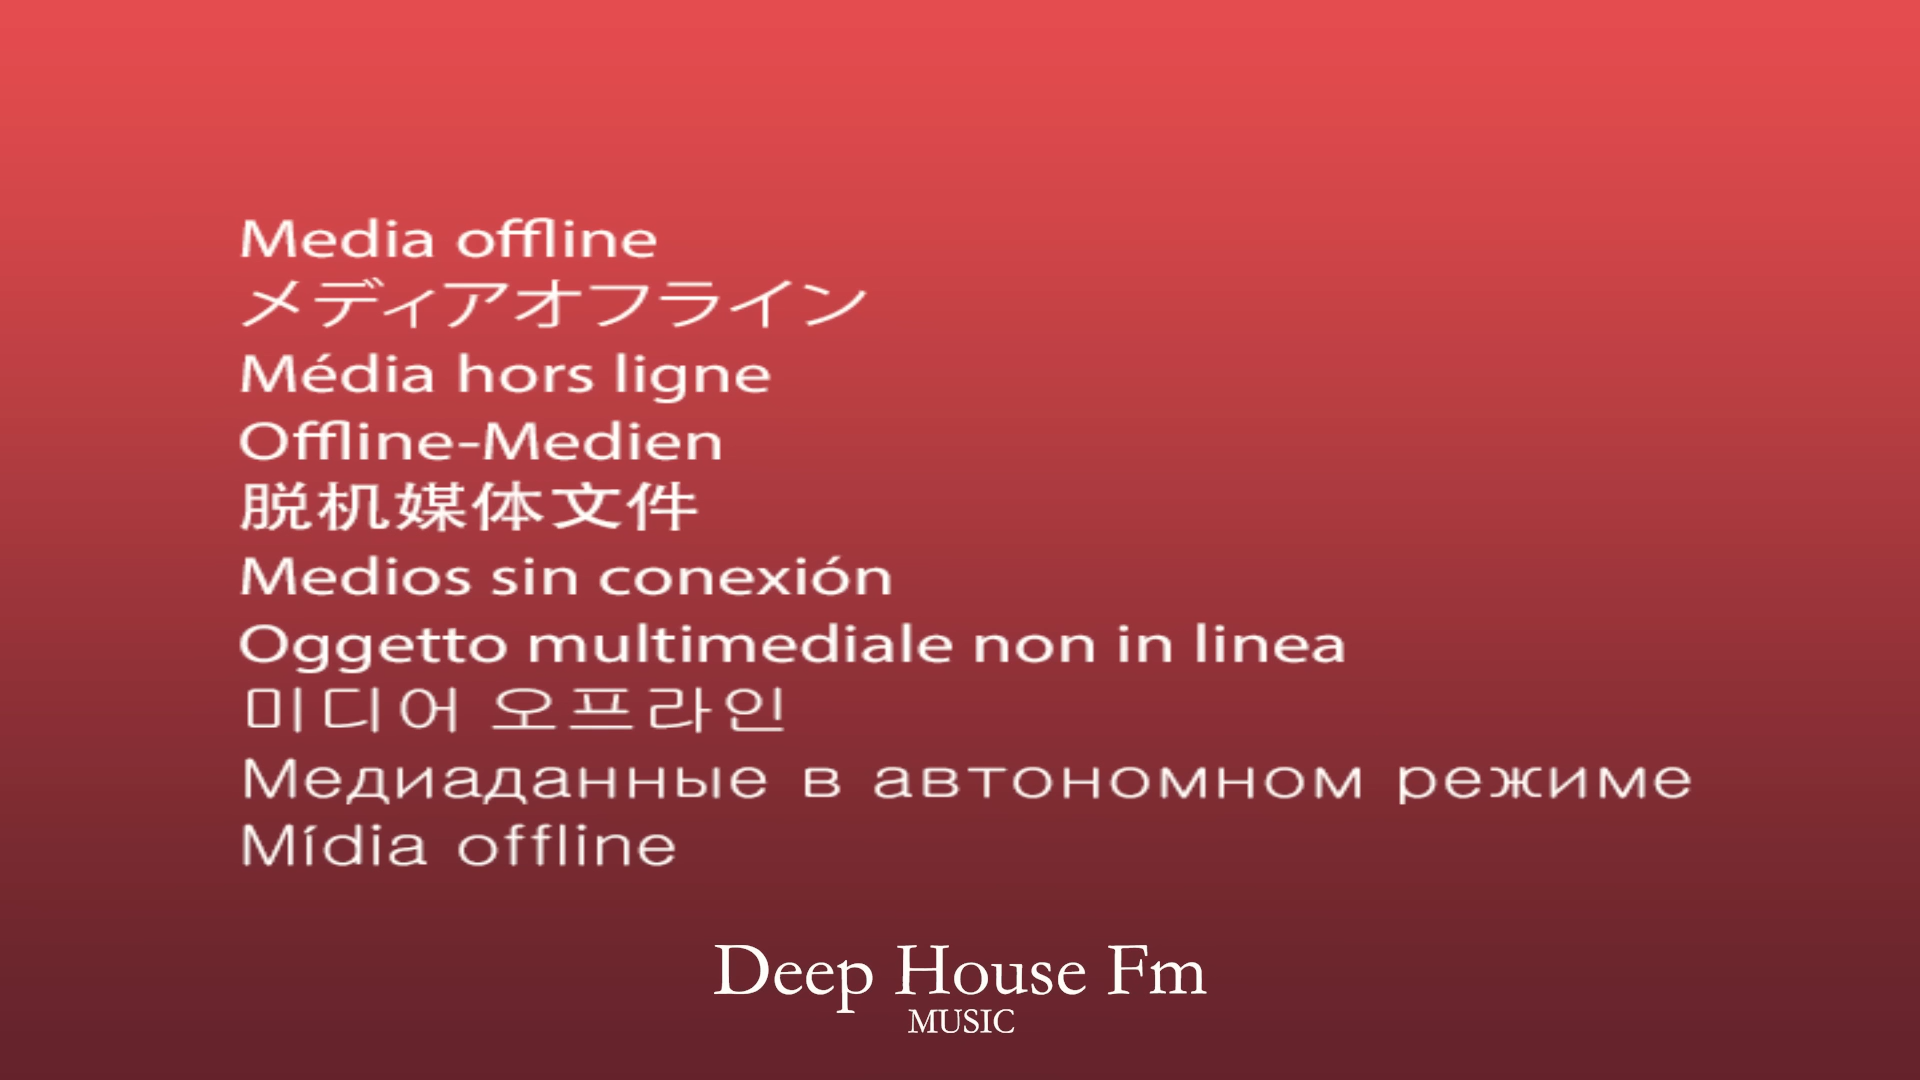 Media offline
メディアオフライン
Média hors ligne
Offline-Medien
脱机媒体文件
Medios sin conexión
Oggetto multimediale non in linea
미디어 오프라인
Медиаданные в автономном режиме
Mídia offline
Deep House Fm
MUSIC